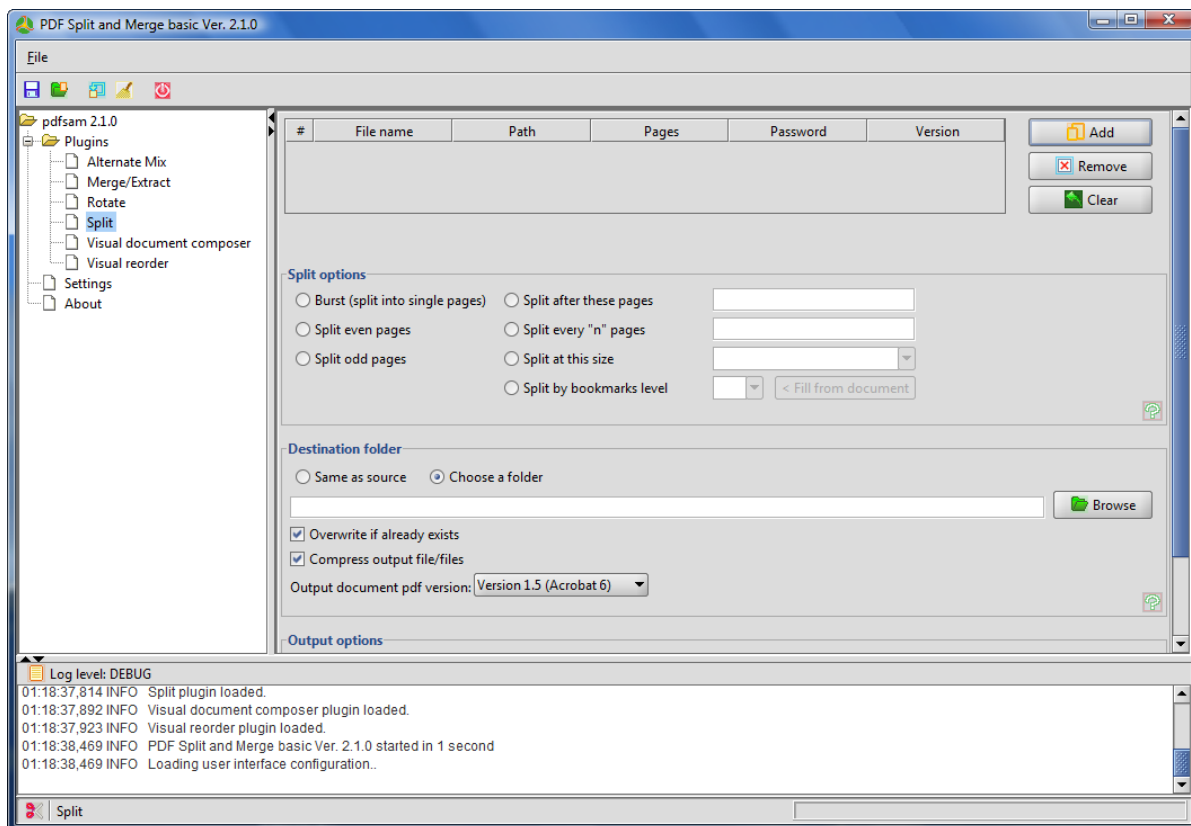 PDF Split and Merge basic Ver. 2.1.0
File
pdfsam 2.1.0
Plugins
Alternate Mix
Merge/Extract
Rotate
Split
Visual document composer
Visual reorder
Settings
About
# File name Path Pages Password Version
Add
Remove
Clear
Split options
Burst (split into single pages) Split after these pages
Split even pages Split every "n" pages
Split odd pages Split at this size
Split by bookmarks level < Fill from document
Destination folder
Same as source Choose a folder
Browse
Overwrite if already exists
Compress output file/files
Output document pdf version: Version 1.5 (Acrobat 6)
Output options
Log level: DEBUG
01:18:37,814 INFO Split plugin loaded.
01:18:37,892 INFO Visual document composer plugin loaded.
01:18:37,923 INFO Visual reorder plugin loaded.
01:18:38,469 INFO PDF Split and Merge basic Ver. 2.1.0 started in 1 second
01:18:38,469 INFO Loading user interface configuration..
Split